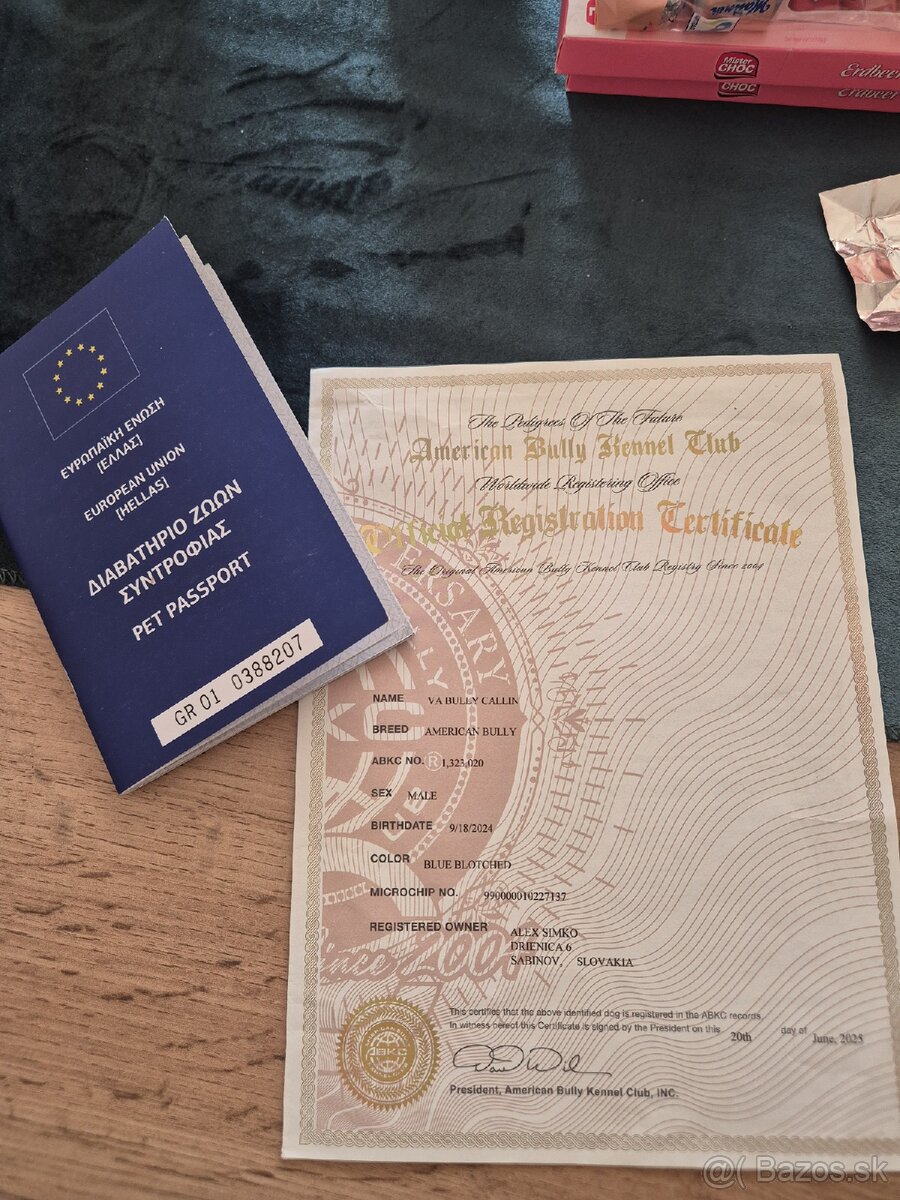 Mister
CHOC
CHOC
Erdbeer
ΕΥΡΩΠΑΪΚΗ ΕΝΩΣΗ
[ΕΛΛΑΣ]
EUROPEAN UNION
[HELLAS]
ΔΙΑΒΑΤΗΡΙΟ ΖΩΩΝ
ΣΥΝΤΡΟΦΙΑΣ
PET PASSPORT
GR 01 0388207
The Pedigrees Of The Future
American Bully Kennel Club
Worldwide Registering Office
Official Registration Certificate
The Original American Bully Kennel Club Registry Since 2004
NAME VA BULLY CALLIN
BREED AMERICAN BULLY
ABKC NO. 1,323,020
SEX MALE
BIRTHDATE 9/18/2024
COLOR BLUE BLOTCHED
MICROCHIP NO. 990000010227137
REGISTERED OWNER ALEX SIMKO
DRIENICA 6
SABINOV, SLOVAKIA
This certifies that the above identified dog is registered in the ABKC records.
In witness hereof this Certificate is signed by the President on this 20th day of June, 2025
ABKC
President, American Bully Kennel Club, INC.
@( Bazos.sk